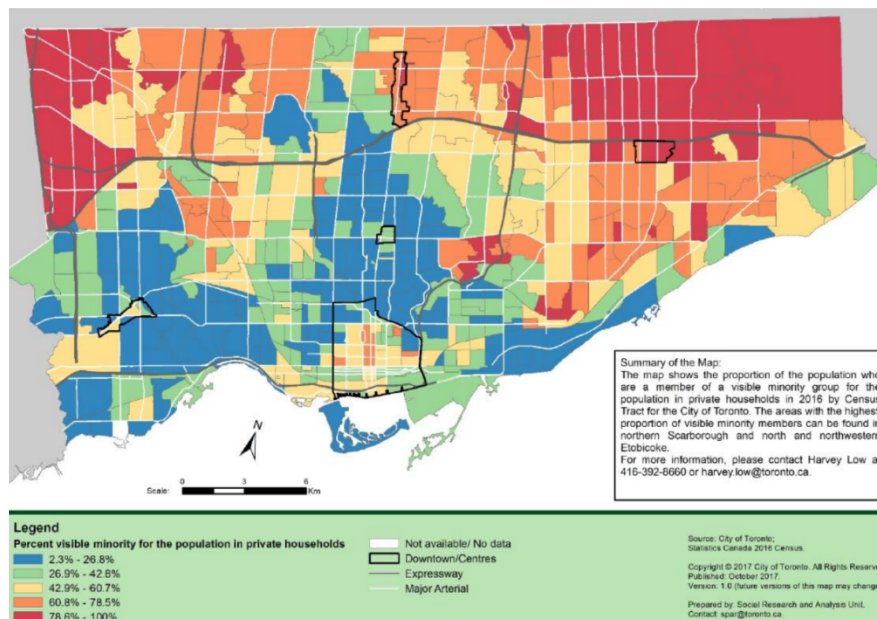 N
Scale: 0 3 6
Km
Summary of the Map:
The map shows the proportion of the population who
are a member of a visible minority group for the
population in private households in 2016 by Census
Tract for the City of Toronto. The areas with the highest
proportion of visible minority members can be found in
northern Scarborough and north and northwestern
Etobicoke.
For more information, please contact Harvey Low a
416-392-8660 or harvey.low@toronto.ca.
Legend
Percent visible minority for the population in private households
2.3% - 26.8%
26.9% - 42.8%
42.9% - 60.7%
60.8% - 78.5%
78.6% - 100%
Not available/ No data
Downtown/Centres
Expressway
Major Arterial
Source: City of Toronto;
Statistics Canada 2016 Census.
Copyright © 2017 City of Toronto. All Rights Reserve
Published: October 2017.
Version: 1.0 (future versions of this map may change
Prepared by: Social Research and Analysis Unit.
Contact: spar@toronto.ca